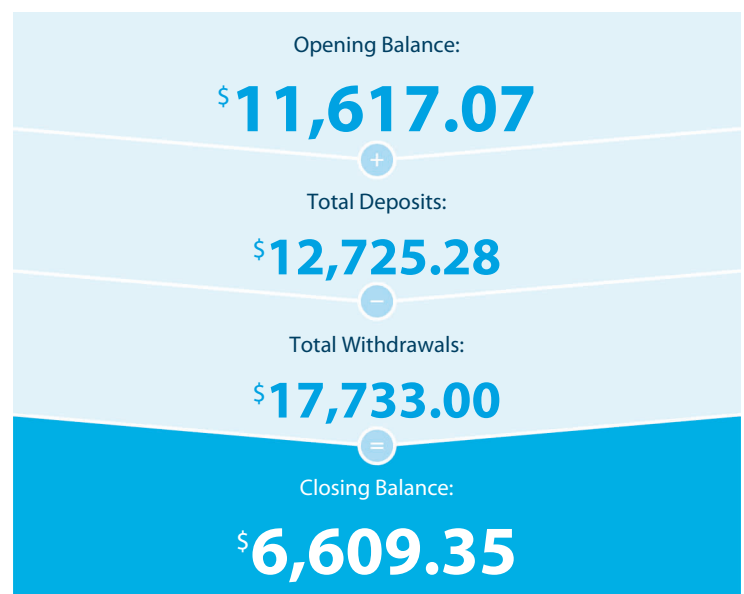 Opening Balance:
$11,617.07
+
Total Deposits:
$12,725.28
−
Total Withdrawals:
$17,733.00
=
Closing Balance:
$6,609.35